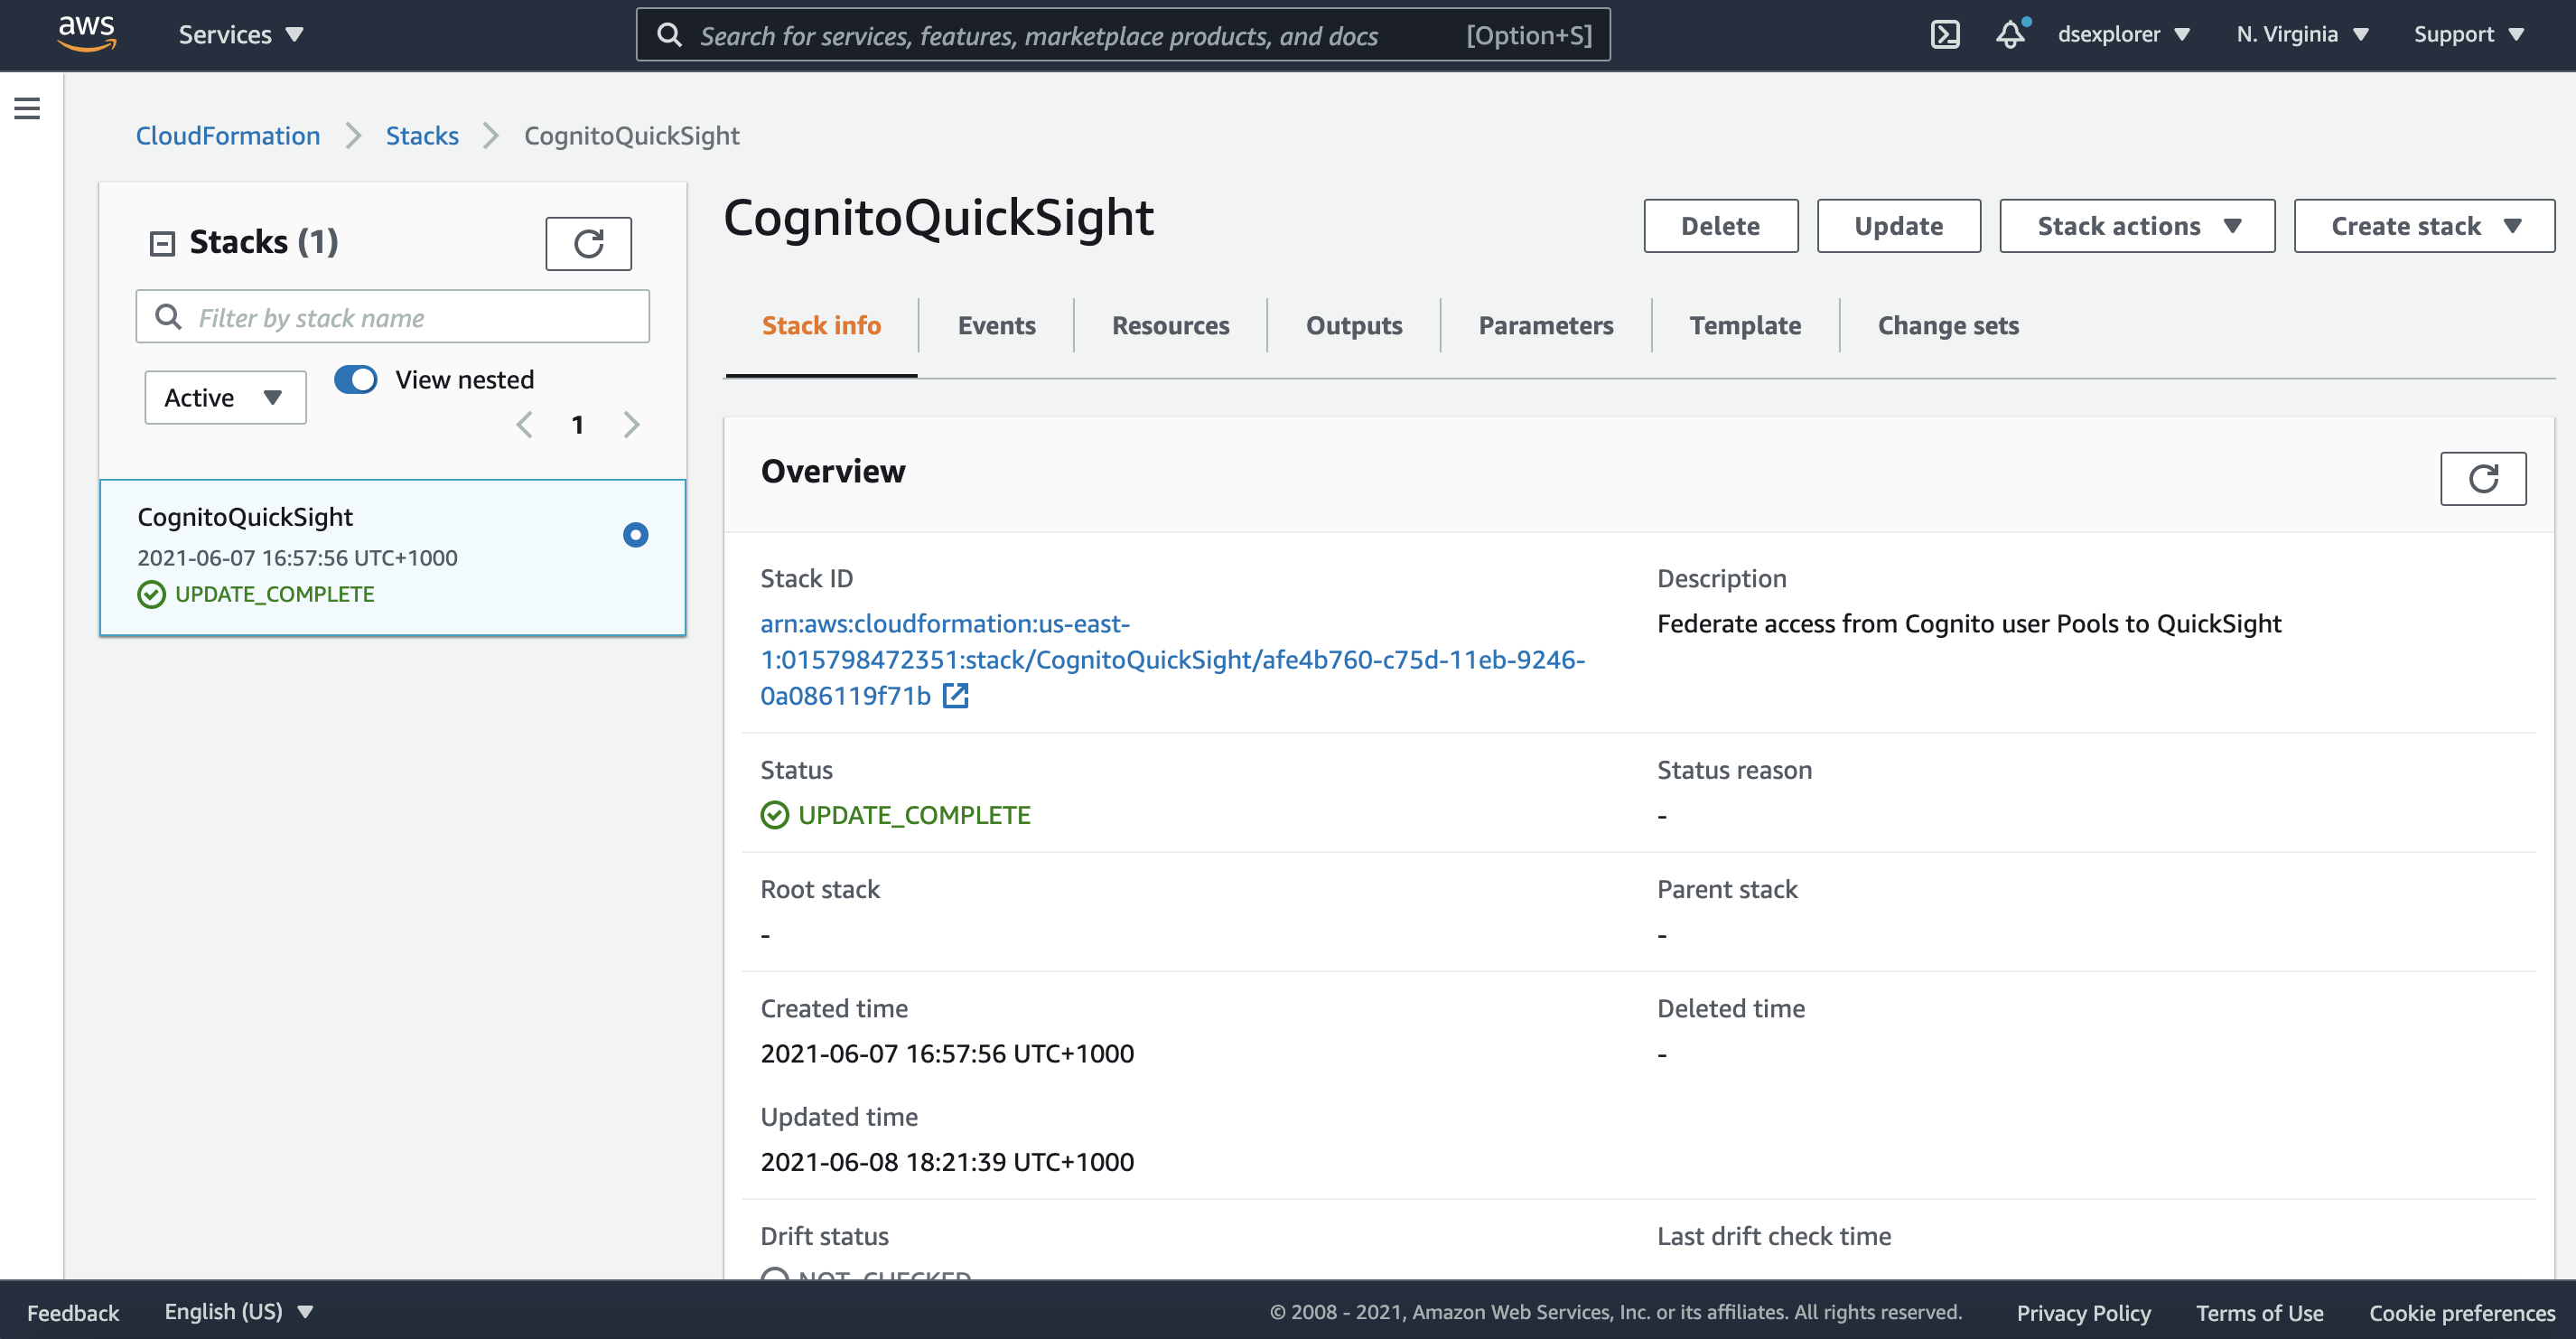 aws
Services
Search for services, features, marketplace products, and docs [Option+S]
dsexplorer
N. Virginia
Support
CloudFormation
Stacks
CognitoQuickSight
Stacks (1)
Filter by stack name
Active
View nested
1
CognitoQuickSight
2021-06-07 16:57:56 UTC+1000
UPDATE_COMPLETE
CognitoQuickSight
Delete
Update
Stack actions
Create stack
Stack info
Events
Resources
Outputs
Parameters
Template
Change sets
Overview
Stack ID
arn:aws:cloudformation:us-east-
1:015798472351:stack/CognitoQuickSight/afe4b760-c75d-11eb-9246-
0a086119f71b
Description
Federate access from Cognito user Pools to QuickSight
Status
UPDATE_COMPLETE
Status reason
-
Root stack
-
Parent stack
-
Created time
2021-06-07 16:57:56 UTC+1000
Deleted time
-
Updated time
2021-06-08 18:21:39 UTC+1000
Drift status
NOT_CHECKED
Last drift check time
Feedback
English (US)
© 2008 - 2021, Amazon Web Services, Inc. or its affiliates. All rights reserved.
Privacy Policy
Terms of Use
Cookie preferences